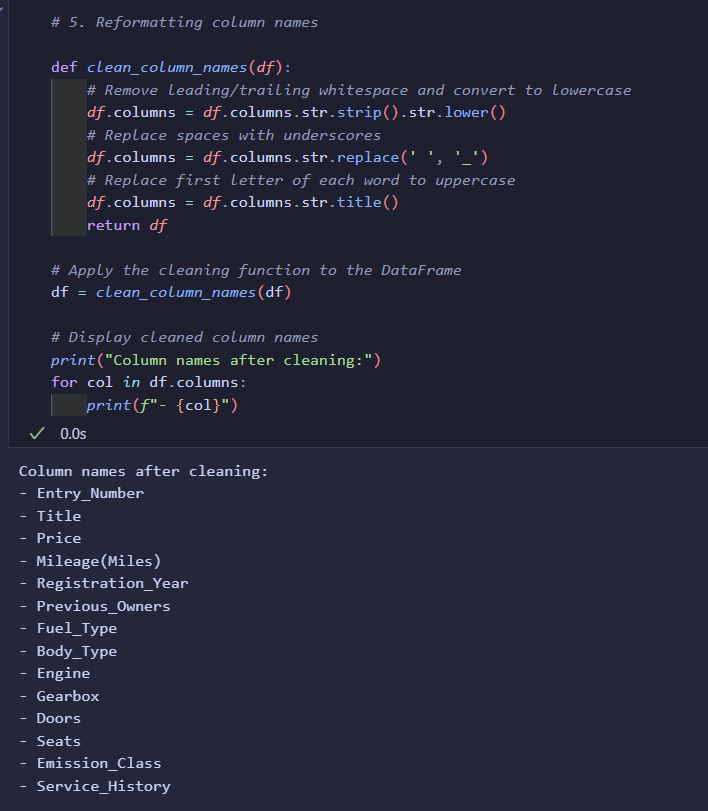 # 5. Reformatting column names
def clean_column_names(df):
# Remove leading/trailing whitespace and convert to lowercase
df.columns = df.columns.str.strip().str.lower()
# Replace spaces with underscores
df.columns = df.columns.str.replace(' ', '_')
# Replace first letter of each word to uppercase
df.columns = df.columns.str.title()
return df
# Apply the cleaning function to the DataFrame
df = clean_column_names(df)
# Display cleaned column names
print("Column names after cleaning:")
for col in df.columns:
print(f"- {col}")
0.0s
Column names after cleaning:
- Entry_Number
- Title
- Price
- Mileage(Miles)
- Registration_Year
- Previous_Owners
- Fuel_Type
- Body_Type
- Engine
- Gearbox
- Doors
- Seats
- Emission_Class
- Service_History